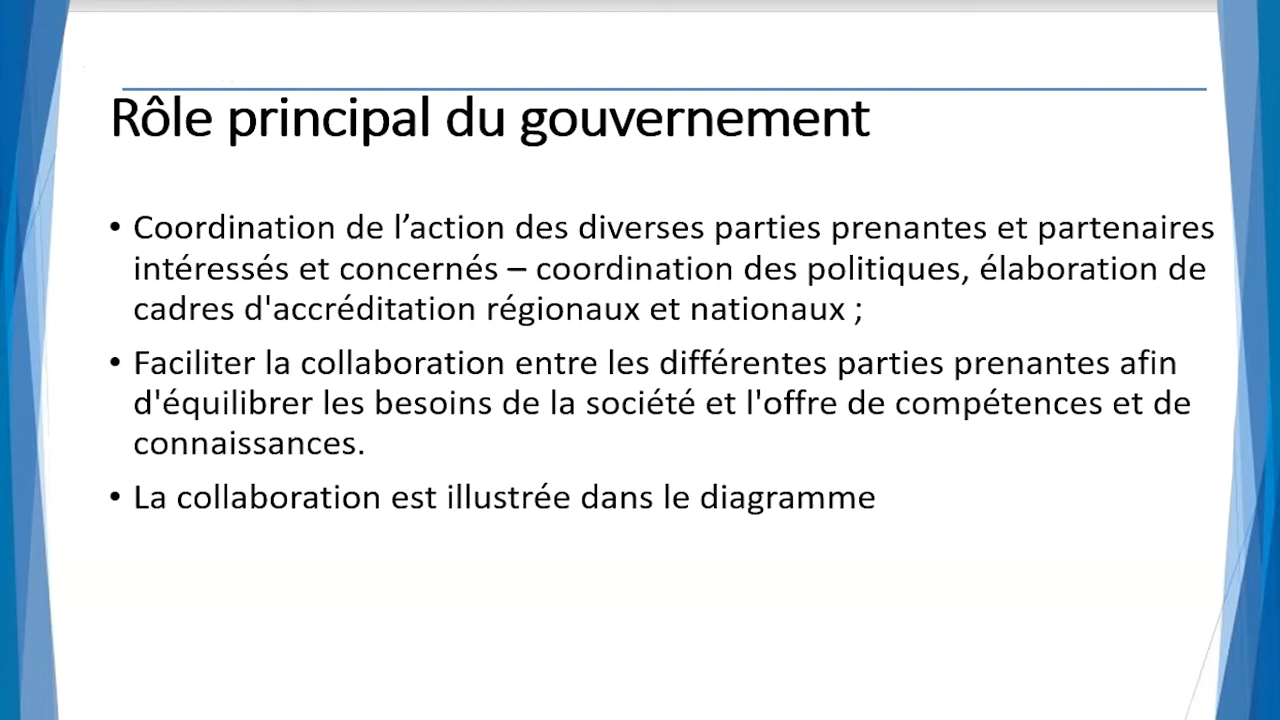 Rôle principal du gouvernement
• Coordination de l’action des diverses parties prenantes et partenaires
intéressés et concernés – coordination des politiques, élaboration de
cadres d'accréditation régionaux et nationaux ;
• Faciliter la collaboration entre les différentes parties prenantes afin
d'équilibrer les besoins de la société et l'offre de compétences et de
connaissances.
• La collaboration est illustrée dans le diagramme